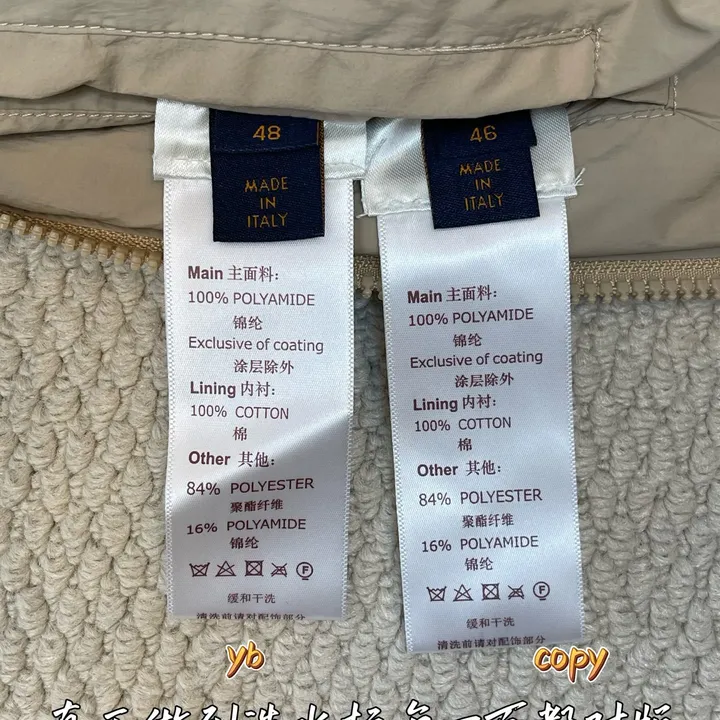 48
MADE
IN
ITALY
Main 主面料:
100% POLYAMIDE
锦纶
Exclusive of coating
涂层除外
Lining 内衬:
100% COTTON
棉
Other 其他:
84% POLYESTER
聚酯纤维
16% POLYAMIDE
锦纶
F
缓和干洗
清洗前请对配饰部分
yb
46
MADE
IN
ITALY
Main 主面料:
100% POLYAMIDE
锦纶
Exclusive of coating
涂层除外
Lining 内衬:
100% COTTON
棉
Other 其他:
84% POLYESTER
聚酯纤维
16% POLYAMIDE
锦纶
F
缓和干洗
清洗前请对配饰部分
copy